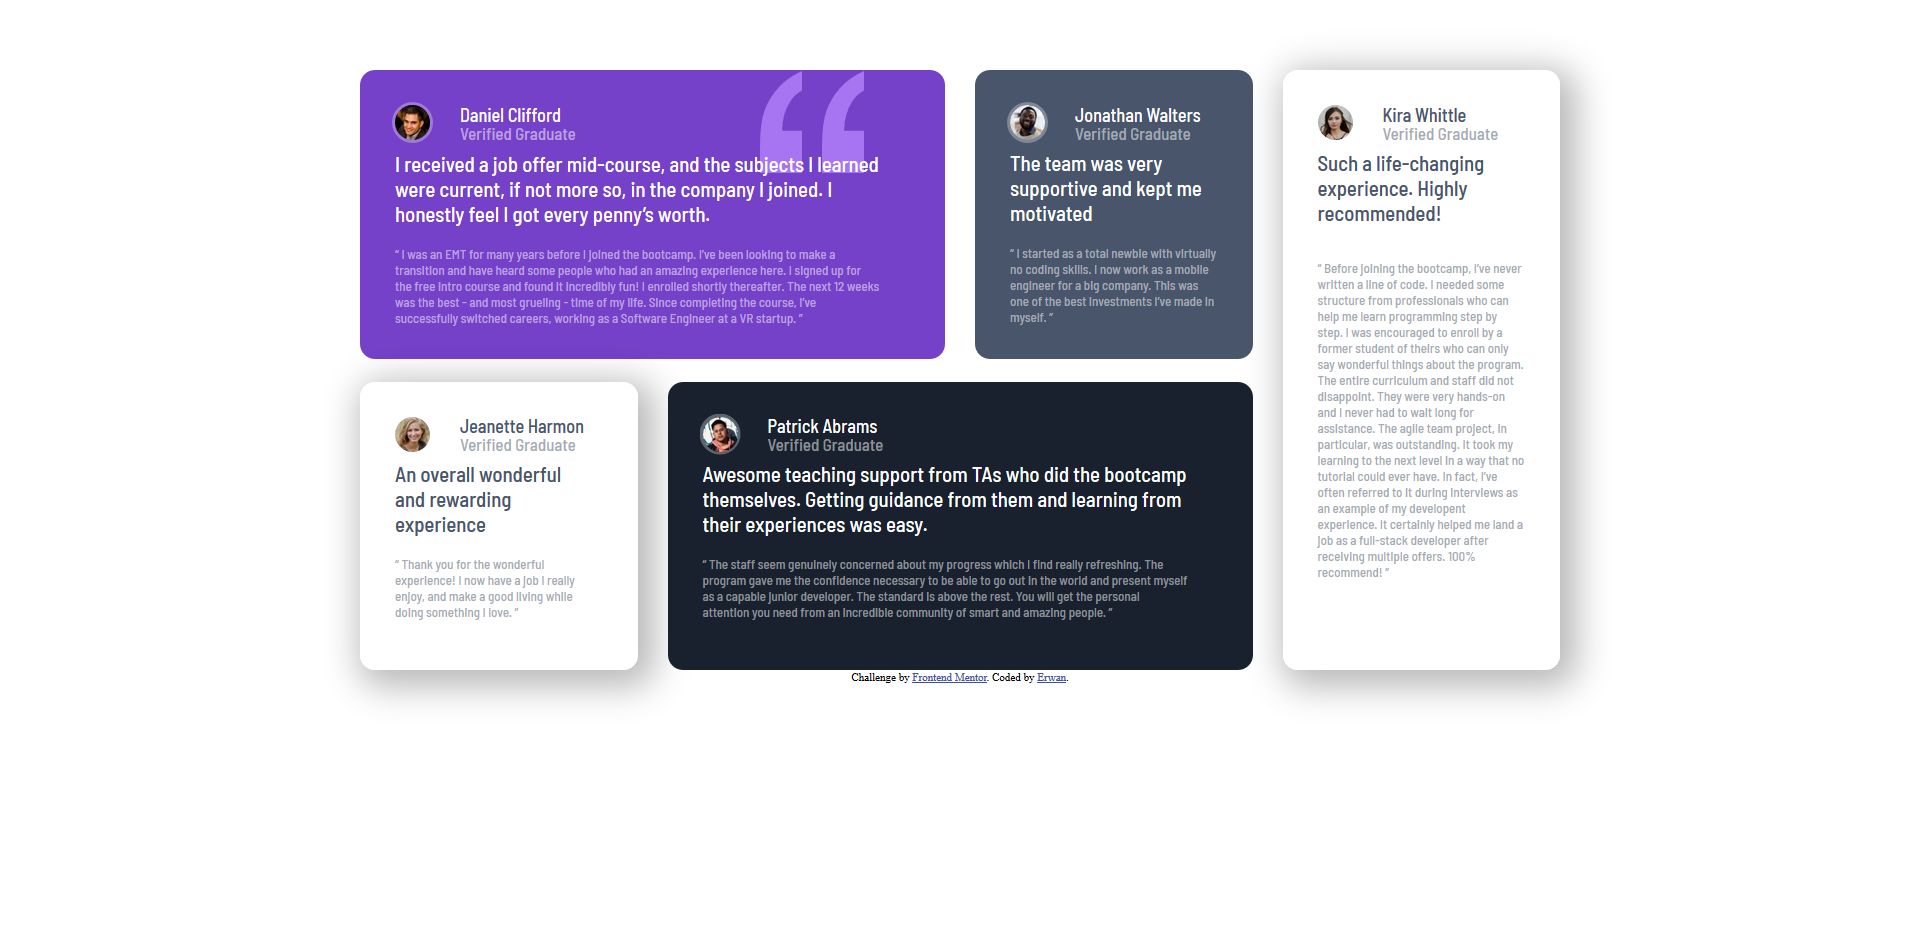 Daniel Clifford
Verified Graduate
I received a job offer mid-course, and the subjects I learned
were current, if not more so, in the company I joined. I
honestly feel I got every penny’s worth.
“ I was an EMT for many years before I joined the bootcamp. I’ve been looking to make a
transition and have heard some people who had an amazing experience here. I signed up for
the free intro course and found it incredibly fun! I enrolled shortly thereafter. The next 12 weeks
was the best - and most grueling - time of my life. Since completing the course, I’ve
successfully switched careers, working as a Software Engineer at a VR startup. ”
Jonathan Walters
Verified Graduate
The team was very
supportive and kept me
motivated
“ I started as a total newbie with virtually
no coding skills. I now work as a mobile
engineer for a big company. This was
one of the best investments I’ve made in
myself. ”
Kira Whittle
Verified Graduate
Such a life-changing
experience. Highly
recommended!
“ Before joining the bootcamp, I’ve never
written a line of code. I needed some
structure from professionals who can
help me learn programming step by
step. I was encouraged to enroll by a
former student of theirs who can only
say wonderful things about the program.
The entire curriculum and staff did not
disappoint. They were very hands-on
and I never had to wait long for
assistance. The agile team project, in
particular, was outstanding. It took my
learning to the next level in a way that no
tutorial could ever have. In fact, I’ve
often referred to it during interviews as
an example of my developent
experience. It certainly helped me land a
job as a full-stack developer after
receiving multiple offers. 100%
recommend! ”
Jeanette Harmon
Verified Graduate
An overall wonderful
and rewarding
experience
“ Thank you for the wonderful
experience! I now have a job I really
enjoy, and make a good living while
doing something I love. ”
Patrick Abrams
Verified Graduate
Awesome teaching support from TAs who did the bootcamp
themselves. Getting guidance from them and learning from
their experiences was easy.
“ The staff seem genuinely concerned about my progress which I find really refreshing. The
program gave me the confidence necessary to be able to go out in the world and present myself
as a capable junior developer. The standard is above the rest. You will get the personal
attention you need from an incredible community of smart and amazing people. ”
Challenge by Frontend Mentor. Coded by Erwan.